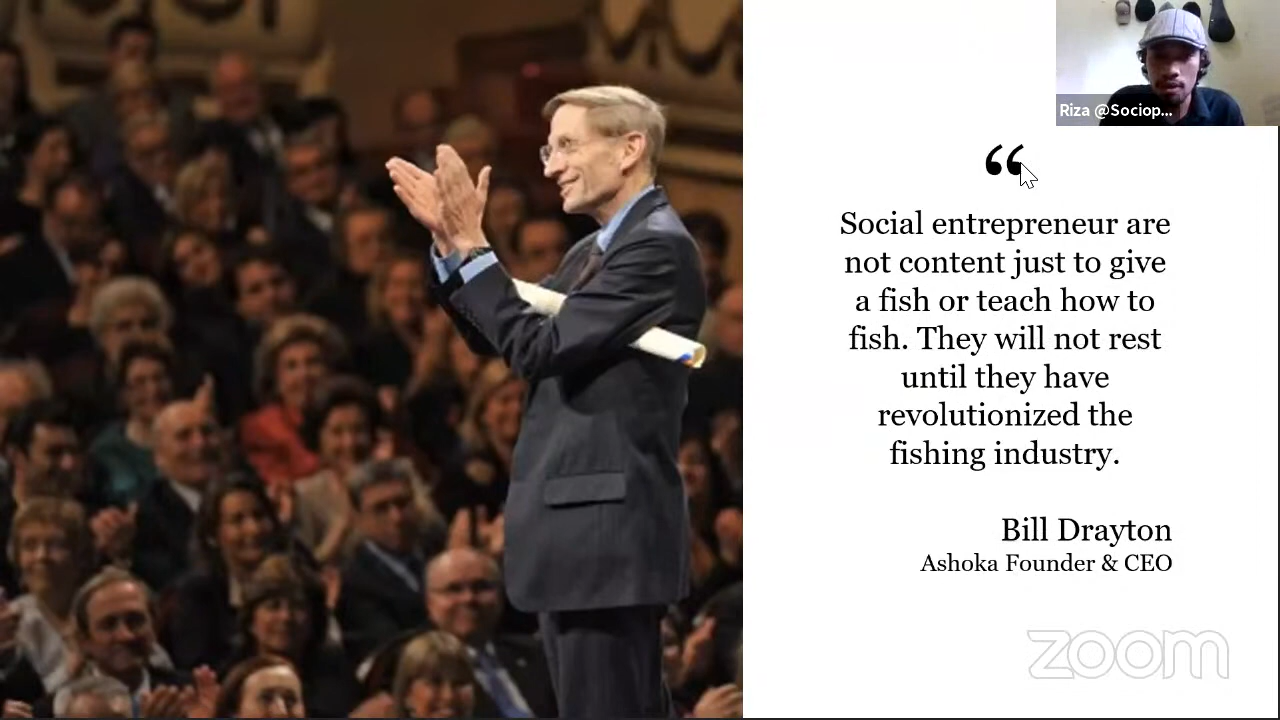 Riza @Sociop...
“
Social entrepreneur are
not content just to give
a fish or teach how to
fish. They will not rest
until they have
revolutionized the
fishing industry.
Bill Drayton
Ashoka Founder & CEO
zoom